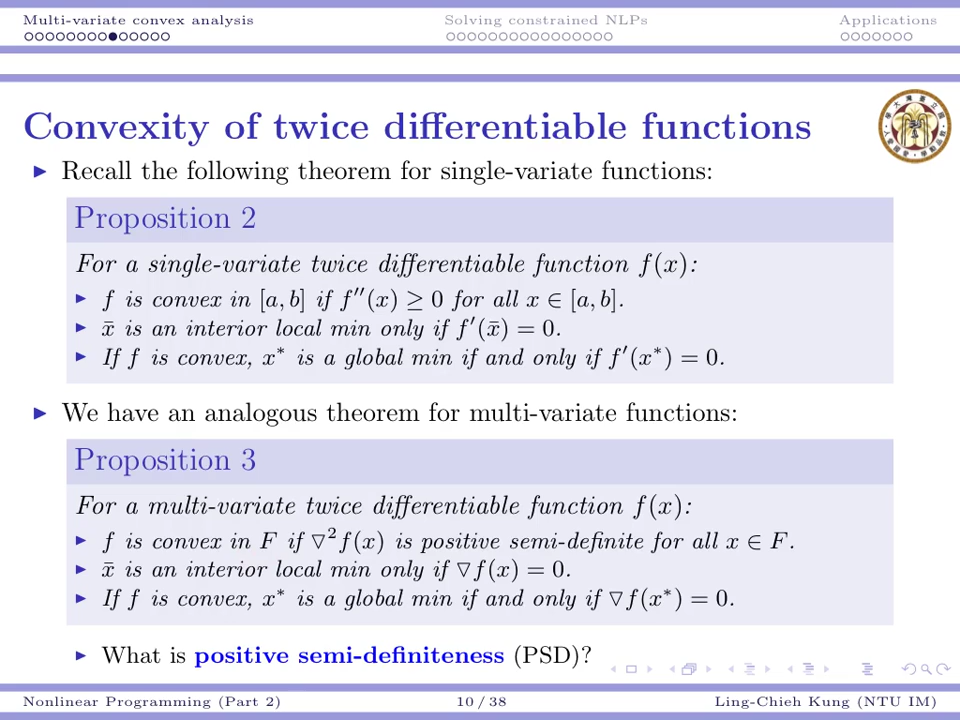 Multi-variate convex analysis Solving constrained NLPs Applications
Convexity of twice differentiable functions
▶ Recall the following theorem for single-variate functions:
Proposition 2
For a single-variate twice differentiable function f(x):
▶ f is convex in [a, b] if f′′(x) ≥ 0 for all x ∈ [a, b].
▶ x̄ is an interior local min only if f′(x̄) = 0.
▶ If f is convex, x* is a global min if and only if f′(x*) = 0.
▶ We have an analogous theorem for multi-variate functions:
Proposition 3
For a multi-variate twice differentiable function f(x):
▶ f is convex in F if ▽²f(x) is positive semi-definite for all x ∈ F.
▶ x̄ is an interior local min only if ▽f(x) = 0.
▶ If f is convex, x* is a global min if and only if ▽f(x*) = 0.
▶ What is positive semi-definiteness (PSD)?
Nonlinear Programming (Part 2) 10 / 38 Ling-Chieh Kung (NTU IM)